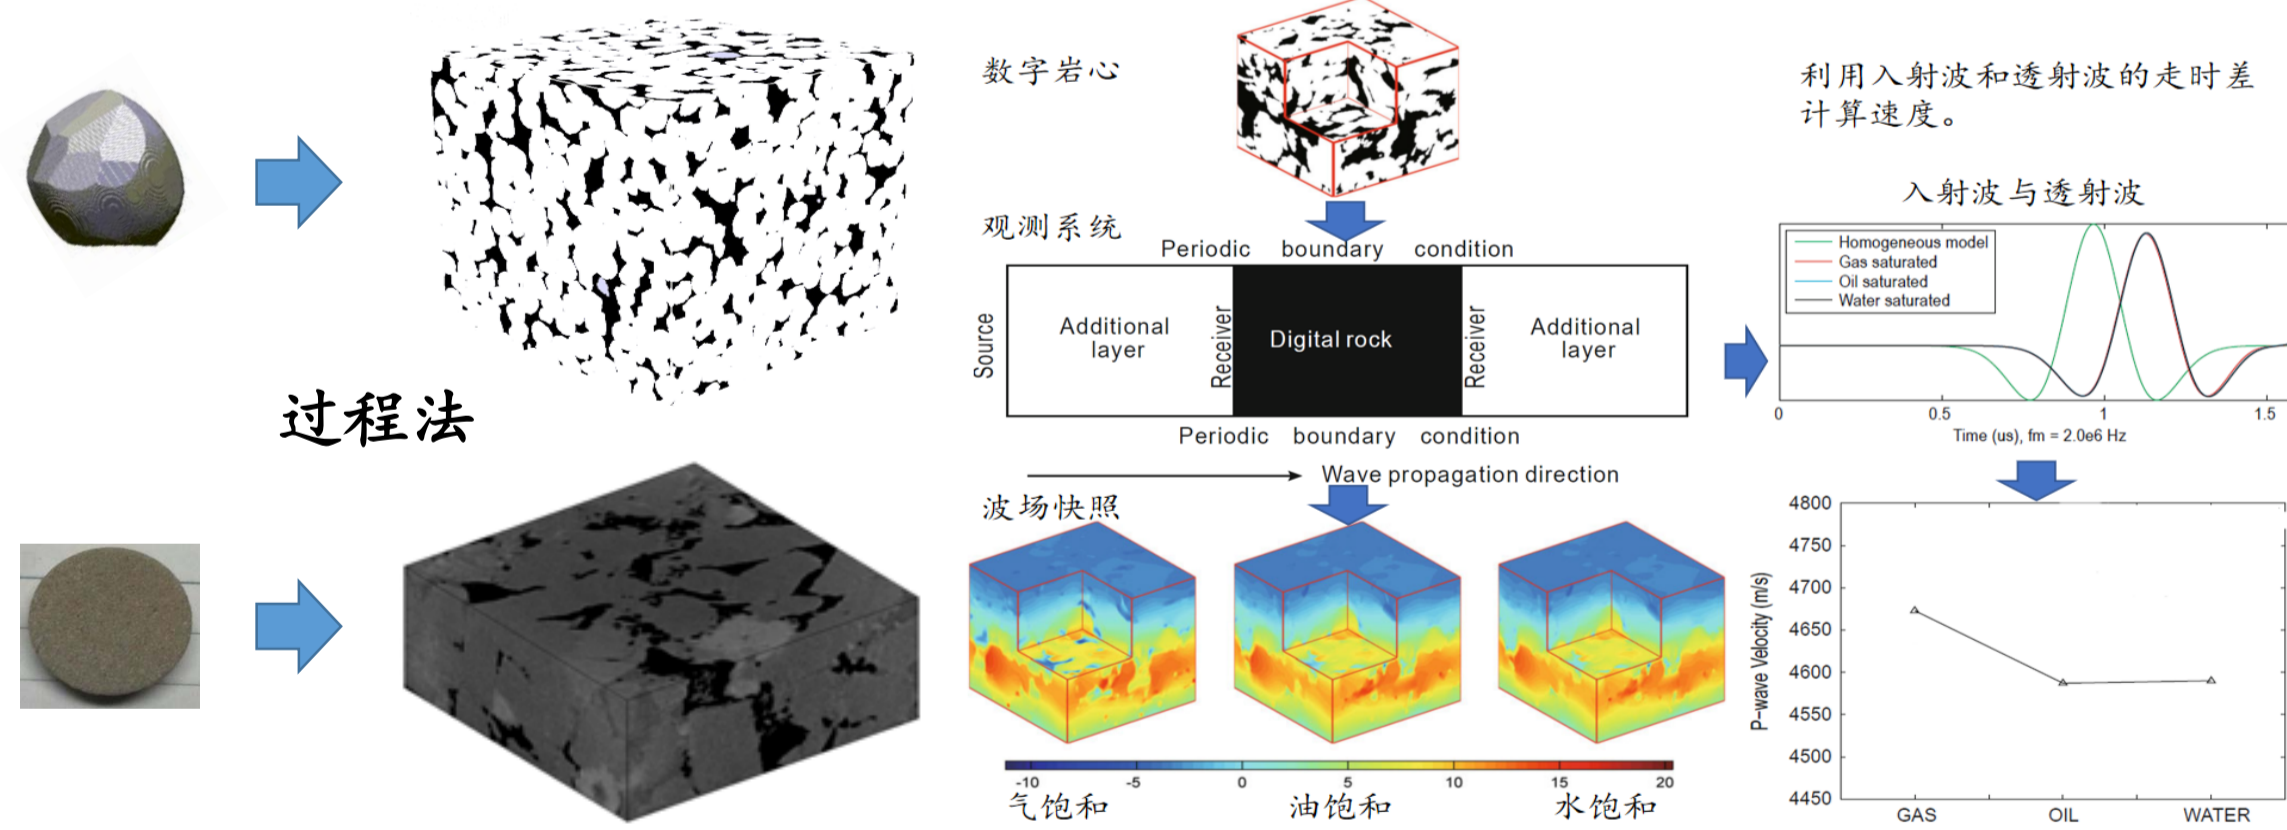 过程法
数字岩心
观测系统
Periodic boundary condition
Source
Additional
layer
Receiver
Digital rock
Receiver
Additional
layer
Periodic boundary condition
Wave propagation direction
波场快照
-10 -5 0 5 10 15 20
气饱和 油饱和 水饱和
利用入射波和透射波的走时差
计算速度。
入射波与透射波
Homogeneous model
Gas saturated
Oil saturated
Water saturated
0 0.5 1 1.5
Time (us), fm = 2.0e6 Hz
P-wave Velocity (m/s)
4800
4750
4700
4650
4600
4550
4500
4450
GAS OIL WATER